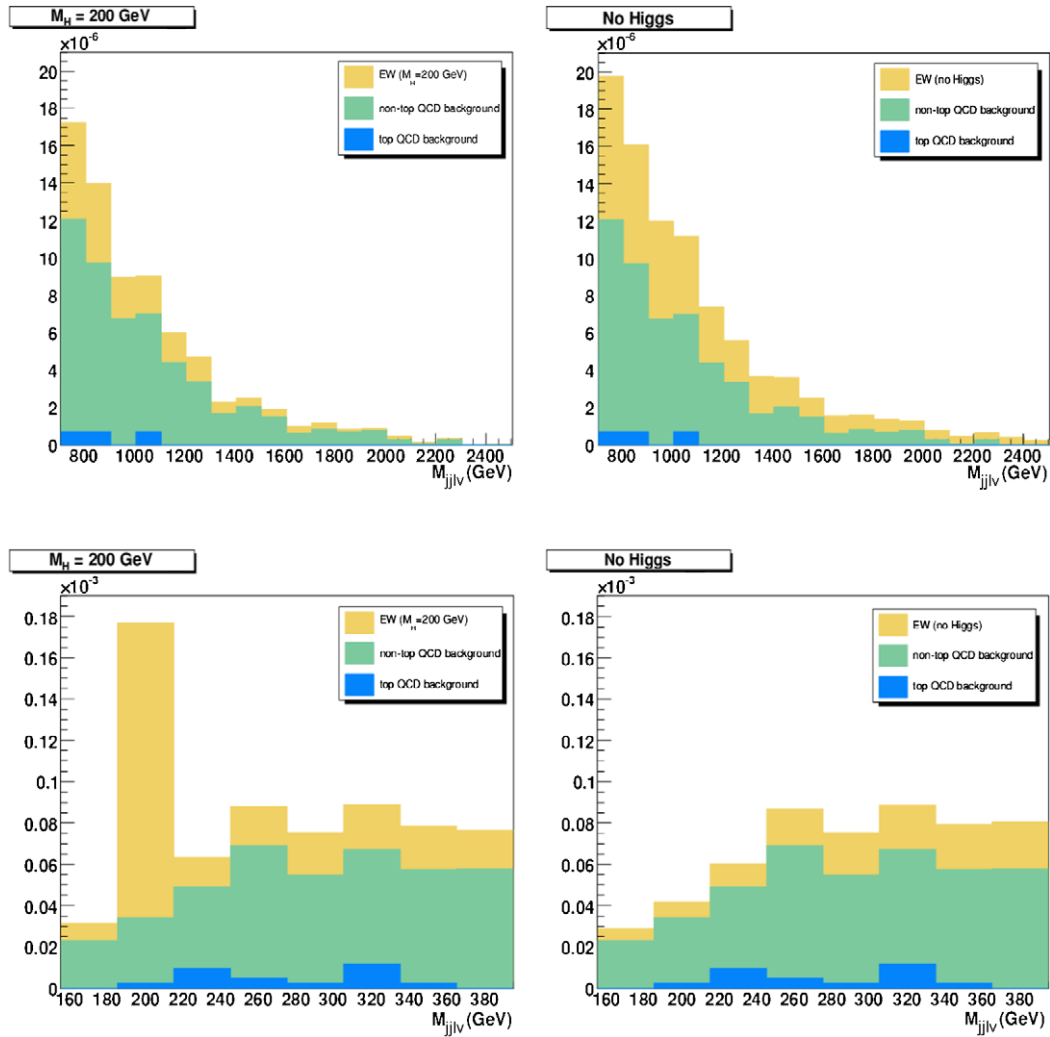 M_H = 200 GeV
×10^-6
20
18
16
14
12
10
8
6
4
2
0
EW (M_H=200 GeV)
non-top QCD background
top QCD background
800 1000 1200 1400 1600 1800 2000 2200 2400
M_jjlν (GeV)
No Higgs
×10^-6
20
18
16
14
12
10
8
6
4
2
0
EW (no Higgs)
non-top QCD background
top QCD background
800 1000 1200 1400 1600 1800 2000 2200 2400
M_jjlν (GeV)
M_H = 200 GeV
×10^-3
0.18
0.16
0.14
0.12
0.1
0.08
0.06
0.04
0.02
0
EW (M_H=200 GeV)
non-top QCD background
top QCD background
160 180 200 220 240 260 280 300 320 340 360 380
M_jjlν (GeV)
No Higgs
×10^-3
0.18
0.16
0.14
0.12
0.1
0.08
0.06
0.04
0.02
0
EW (no Higgs)
non-top QCD background
top QCD background
160 180 200 220 240 260 280 300 320 340 360 380
M_jjlν (GeV)